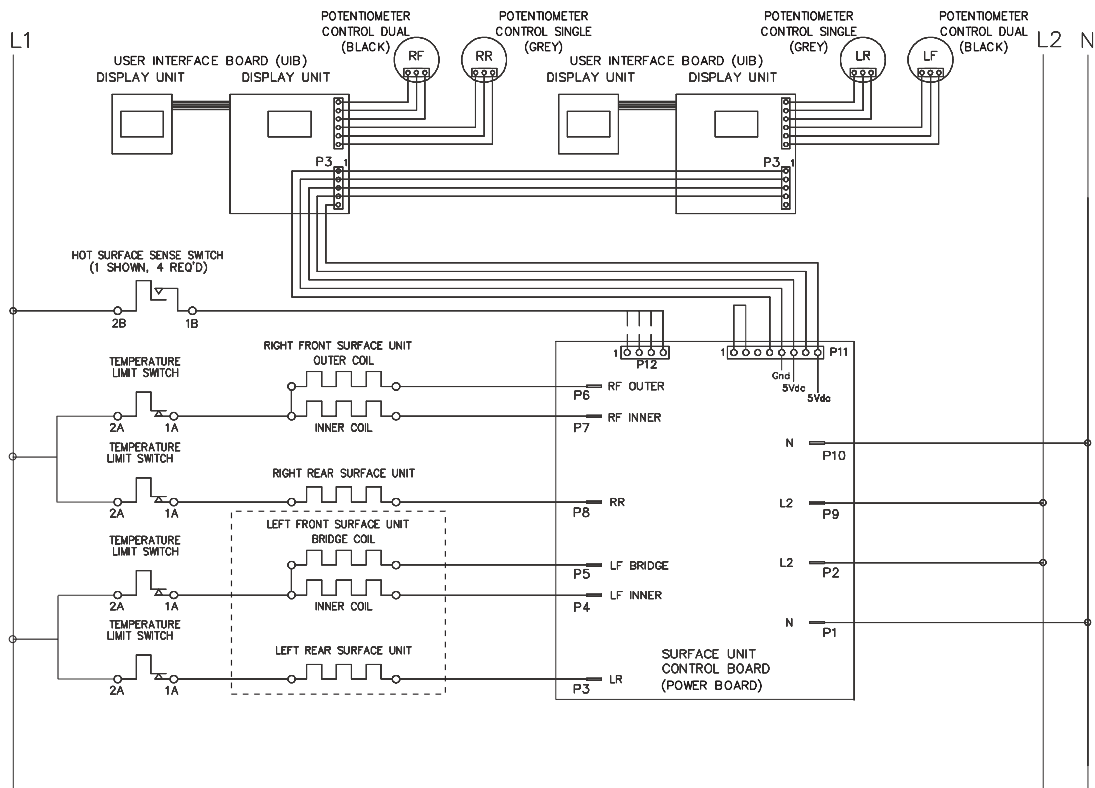 L1
POTENTIOMETER
CONTROL DUAL
(BLACK)
RF
POTENTIOMETER
CONTROL SINGLE
(GREY)
RR
POTENTIOMETER
CONTROL SINGLE
(GREY)
LR
POTENTIOMETER
CONTROL DUAL
(BLACK)
LF
L2
N
USER INTERFACE BOARD (UIB)
DISPLAY UNIT
DISPLAY UNIT
USER INTERFACE BOARD (UIB)
DISPLAY UNIT
DISPLAY UNIT
P3
1
P3
1
HOT SURFACE SENSE SWITCH
(1 SHOWN, 4 REQ'D)
2B
1B
1
P12
1
P11
Gnd
5Vdc
5Vdc
TEMPERATURE
LIMIT SWITCH
2A
1A
RIGHT FRONT SURFACE UNIT
OUTER COIL
INNER COIL
P6
RF OUTER
P7
RF INNER
N
P10
TEMPERATURE
LIMIT SWITCH
2A
1A
RIGHT REAR SURFACE UNIT
P8
RR
L2
P9
TEMPERATURE
LIMIT SWITCH
2A
1A
LEFT FRONT SURFACE UNIT
BRIDGE COIL
INNER COIL
P5
LF BRIDGE
P4
LF INNER
L2
P2
N
P1
TEMPERATURE
LIMIT SWITCH
2A
1A
LEFT REAR SURFACE UNIT
P3
LR
SURFACE UNIT
CONTROL BOARD
(POWER BOARD)